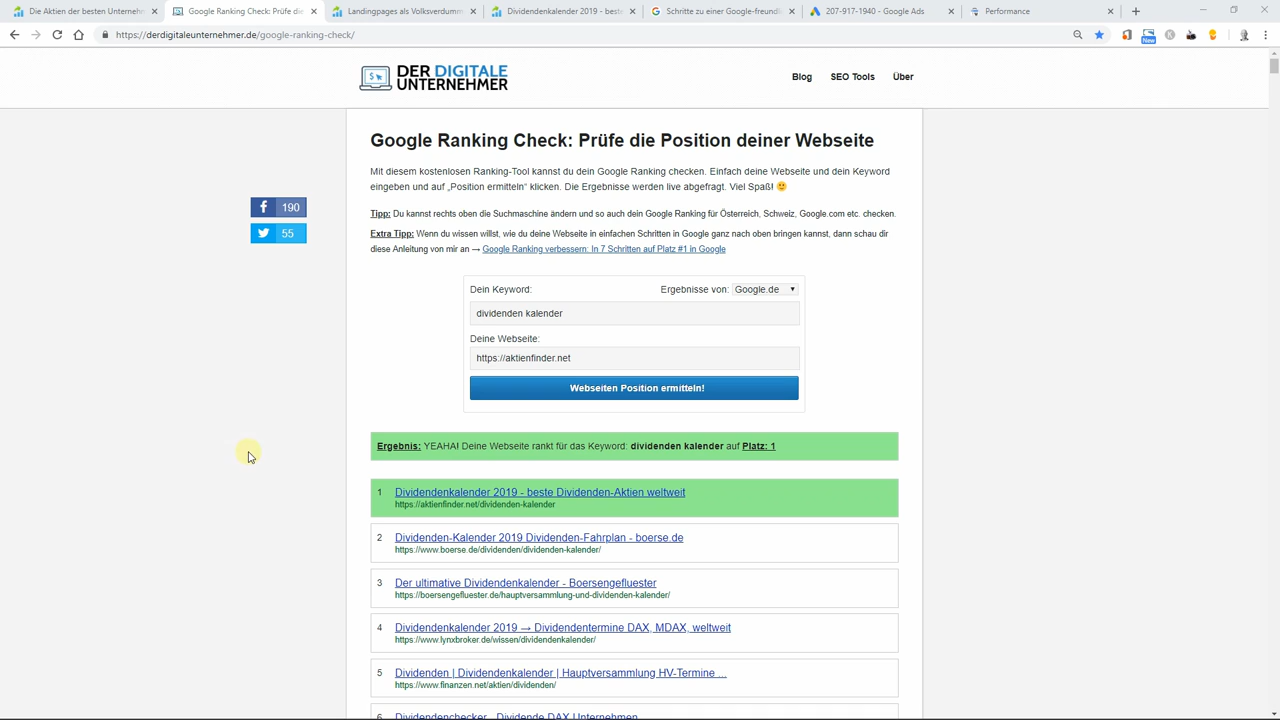 Die Aktien der besten Unternehm
Google Ranking Check: Prüfe die
Landingpages als Volksverdumm
Dividendenkalender 2019 - beste
Schritte zu einer Google-freundli
207-917-1940 - Google Ads
Performance
https://derdigitaleunternehmer.de/google-ranking-check/
New
DER DIGITALE
UNTERNEHMER
Blog SEO Tools Über
Google Ranking Check: Prüfe die Position deiner Webseite
Mit diesem kostenlosen Ranking-Tool kannst du dein Google Ranking checken. Einfach deine Webseite und dein Keyword
eingeben und auf „Position ermitteln“ klicken. Die Ergebnisse werden live abgefragt. Viel Spaß! 🙂
190
55
Tipp: Du kannst rechts oben die Suchmaschine ändern und so auch dein Google Ranking für Österreich, Schweiz, Google.com etc. checken.
Extra Tipp: Wenn du wissen willst, wie du deine Webseite in einfachen Schritten in Google ganz nach oben bringen kannst, dann schau dir
diese Anleitung von mir an → Google Ranking verbessern: In 7 Schritten auf Platz #1 in Google
Dein Keyword: Ergebnisse von: Google.de
dividenden kalender
Deine Webseite:
https://aktienfinder.net
Webseiten Position ermitteln!
Ergebnis: YEAHA! Deine Webseite rankt für das Keyword: dividenden kalender auf Platz: 1
1 Dividendenkalender 2019 - beste Dividenden-Aktien weltweit
https://aktienfinder.net/dividenden-kalender
2 Dividenden-Kalender 2019 Dividenden-Fahrplan - boerse.de
https://www.boerse.de/dividenden/dividenden-kalender/
3 Der ultimative Dividendenkalender - Boersengefluester
https://boersengefluester.de/hauptversammlung-und-dividenden-kalender/
4 Dividendenkalender 2019 → Dividendentermine DAX, MDAX, weltweit
https://www.lynxbroker.de/wissen/dividendenkalender/
5 Dividenden | Dividendenkalender | Hauptversammlung HV-Termine ...
https://www.finanzen.net/aktien/dividenden/
6 Dividendenchecker - Dividende DAX Unternehmen